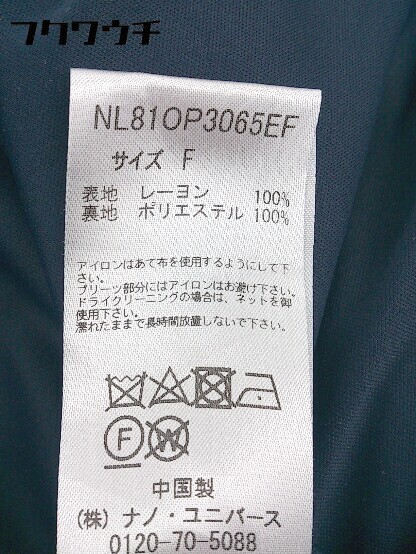 フクワウチ
NL81OP3065EF
サイズ F
表地 レーヨン 100%
裏地 ポリエステル 100%
アイロンはあて布を使用するようにして下
さい。
プリーツ部分にはアイロンはお避け下さい。
ドライクリーニングの場合は、ネットを御
使用下さい。
濡れたままで長時間放置しないで下さい。
F W
中国製
(株) ナノ・ユニバース
0120-70-5088